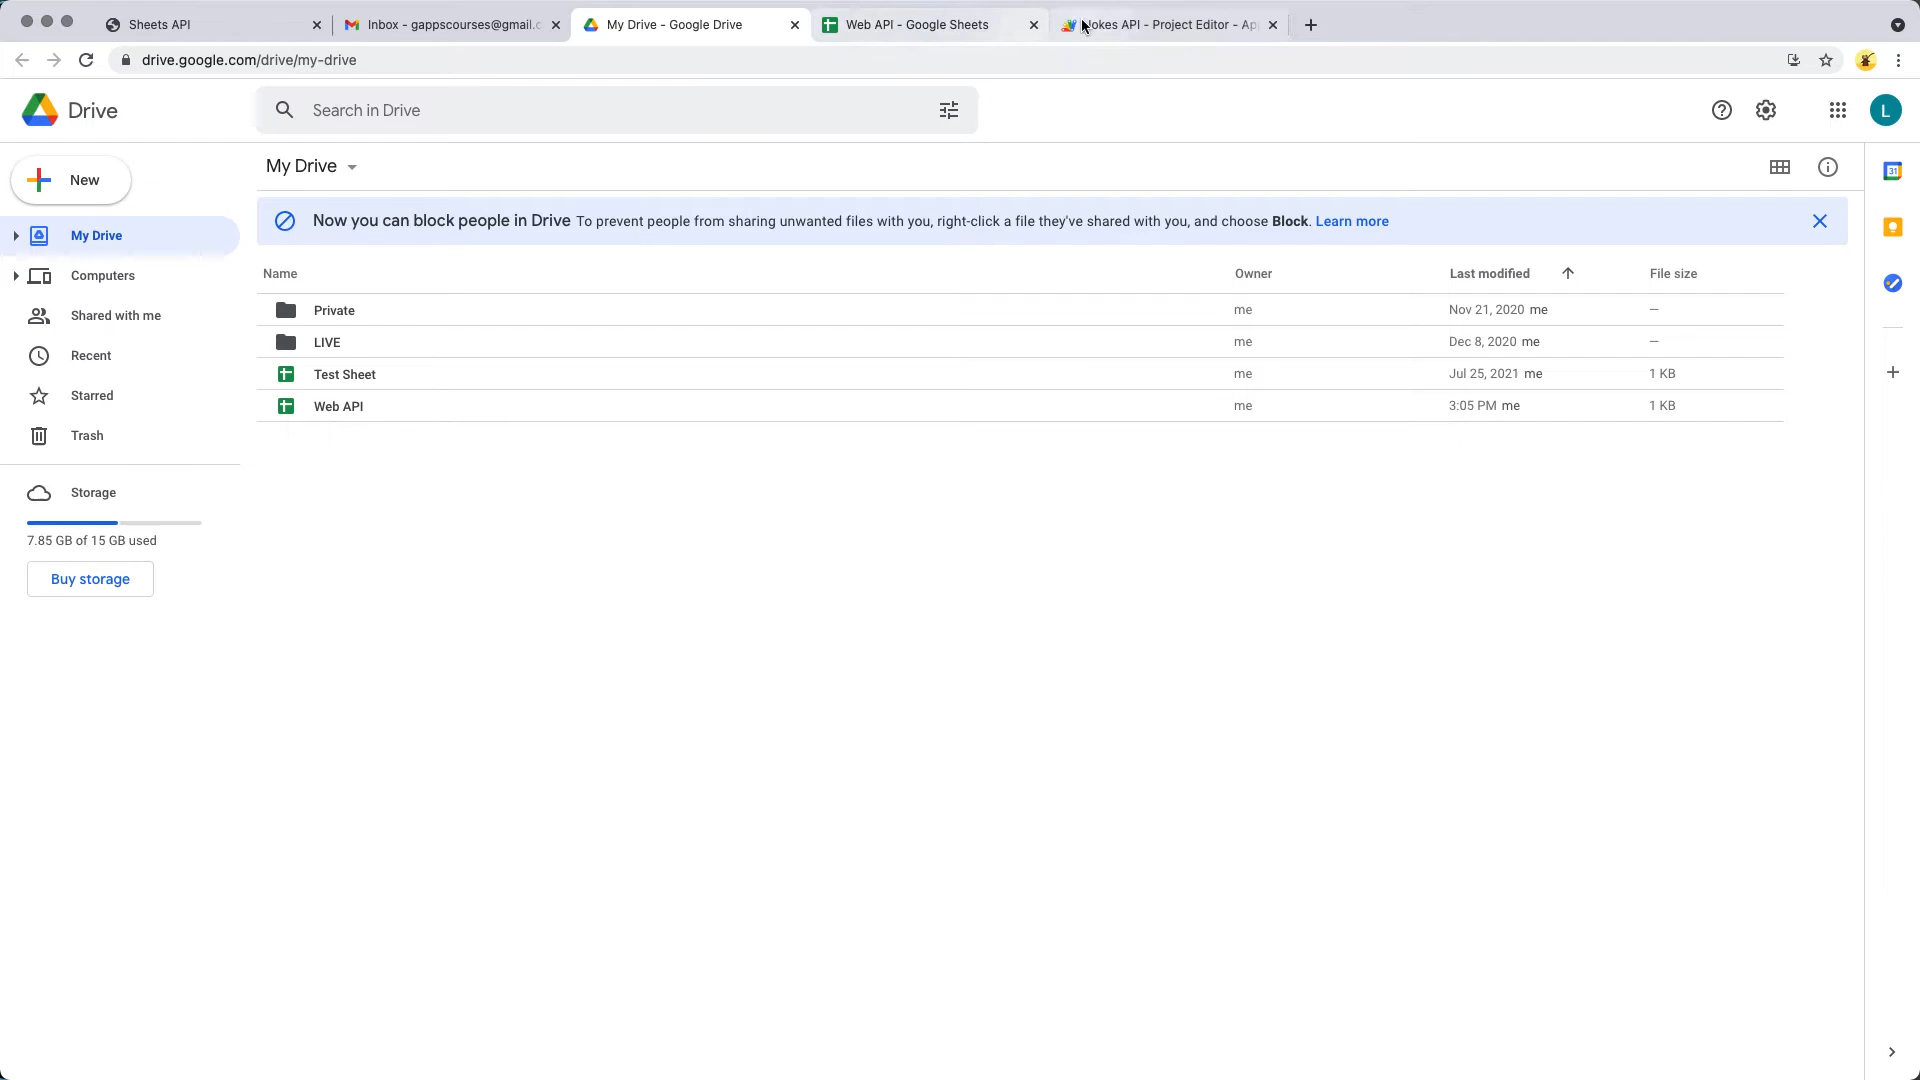 Sheets API
Inbox - gappscourses@gmail.c
My Drive - Google Drive
Web API - Google Sheets
Jokes API - Project Editor - Ap
drive.google.com/drive/my-drive
Drive
Search in Drive
L
New
My Drive
31
Now you can block people in Drive To prevent people from sharing unwanted files with you, right-click a file they've shared with you, and choose Block. Learn more
My Drive
Computers
Shared with me
Recent
Starred
Trash
Storage
7.85 GB of 15 GB used
Buy storage
Name Owner Last modified File size
Private me Nov 21, 2020 me —
LIVE me Dec 8, 2020 me —
Test Sheet me Jul 25, 2021 me 1 KB
Web API me 3:05 PM me 1 KB